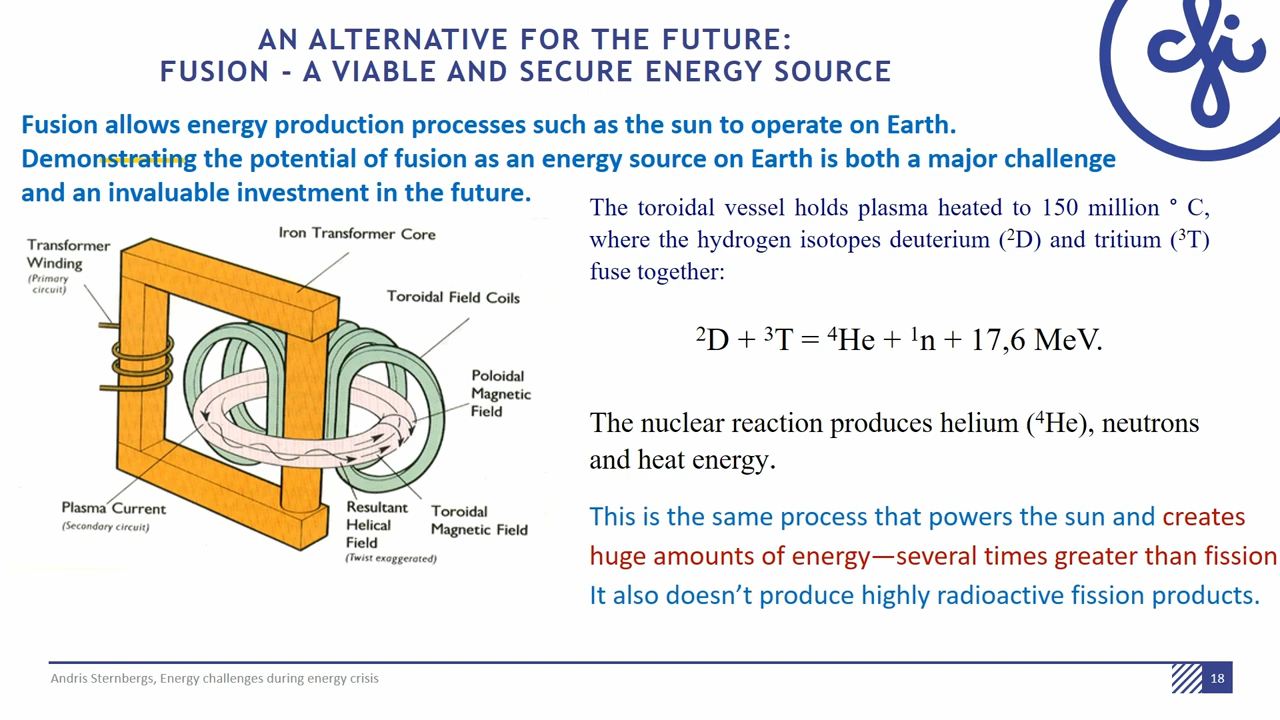 AN ALTERNATIVE FOR THE FUTURE:
FUSION - A VIABLE AND SECURE ENERGY SOURCE
Fusion allows energy production processes such as the sun to operate on Earth.
Demonstrating the potential of fusion as an energy source on Earth is both a major challenge
and an invaluable investment in the future.
Transformer
Winding
(Primary
circuit)
Iron Transformer Core
Toroidal Field Coils
Poloidal
Magnetic
Field
Plasma Current
(Secondary circuit)
Resultant
Helical
Field
(Twist exaggerated)
Toroidal
Magnetic Field
The toroidal vessel holds plasma heated to 150 million ° C,
where the hydrogen isotopes deuterium (²D) and tritium (³T)
fuse together:
²D + ³T = ⁴He + ¹n + 17,6 MeV.
The nuclear reaction produces helium (⁴He), neutrons
and heat energy.
This is the same process that powers the sun and creates
huge amounts of energy—several times greater than fission
It also doesn't produce highly radioactive fission products.
Andris Sternbergs, Energy challenges during energy crisis
18